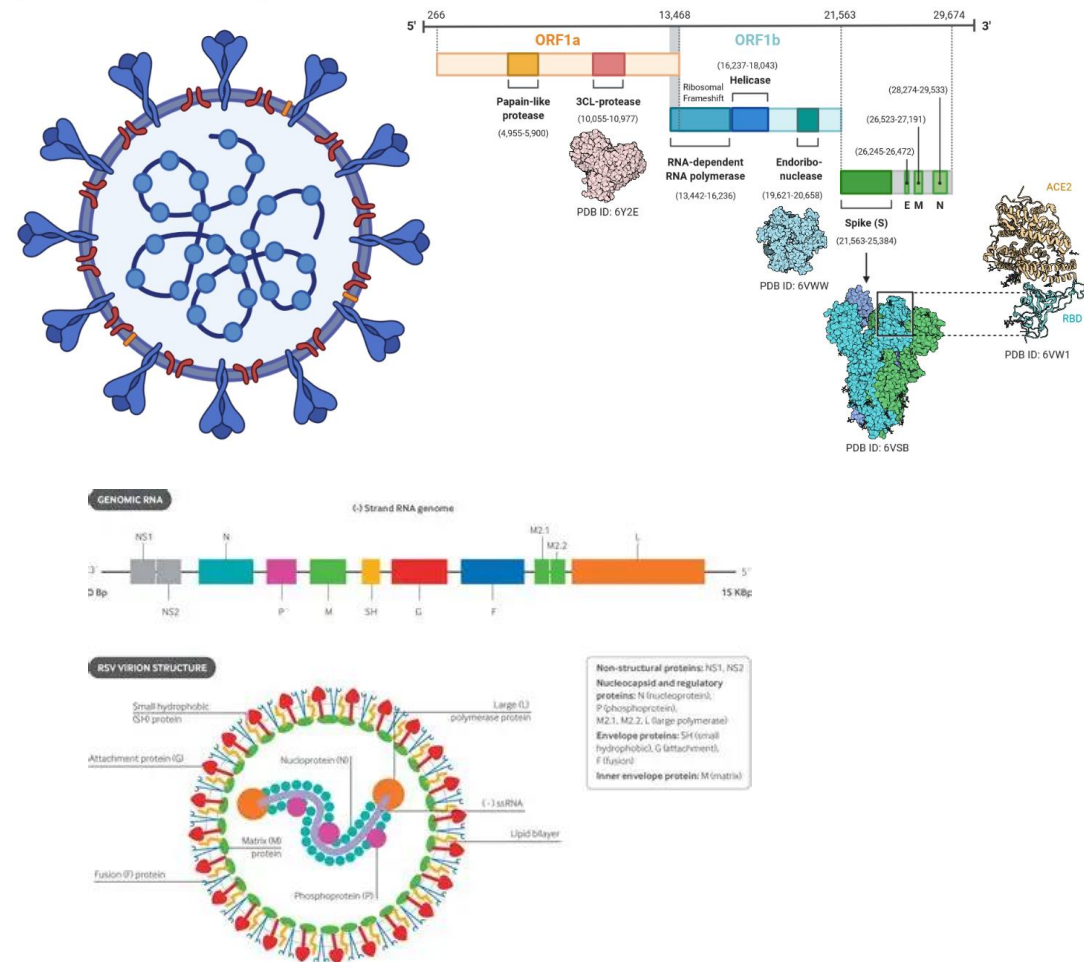 266
13,468
21,563
29,674
5'
3'
ORF1a
ORF1b
(16,237-18,043)
Helicase
Ribosomal
Frameshift
(28,274-29,533)
(26,523-27,191)
(26,245-26,472)
Papain-like
protease
(4,955-5,900)
3CL-protease
(10,055-10,977)
PDB ID: 6Y2E
RNA-dependent
RNA polymerase
(13,442-16,236)
Endoribo-
nuclease
(19,621-20,658)
PDB ID: 6VWW
E M N
Spike (S)
(21,563-25,384)
PDB ID: 6VSB
ACE2
RBD
PDB ID: 6VW1
GENOMIC RNA
(-) Strand RNA genome
NS1
N
M2.1
M2.2
L
3'
5'
0 Bp
15 KBp
NS2
P
M
SH
G
F
RSV VIRION STRUCTURE
Small hydrophobic
(SH) protein
Large (L)
polymerase protein
Attachment protein (G)
Nucloprotein (N)
(-) ssRNA
Matrix (M)
protein
Lipid bilayer
Fusion (F) protein
Phosphoprotein (P)
Non-structural proteins: NS1, NS2
Nucleocapsid and regulatory
proteins: N (nucleoprotein),
P (phosphoprotein),
M2.1, M2.2, L (large polymerase)
Envelope proteins: SH (small
hydrophobic), G (attachment),
F (fusion)
Inner envelope protein: M (matrix)